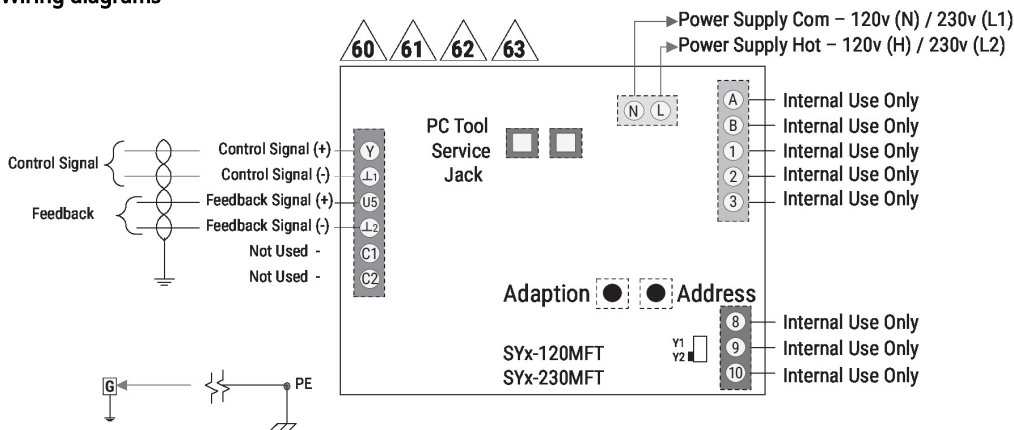 Wiring diagrams
Power Supply Com – 120v (N) / 230v (L1)
Power Supply Hot – 120v (H) / 230v (L2)
60 61 62 63
N L
A Internal Use Only
B Internal Use Only
1 Internal Use Only
2 Internal Use Only
3 Internal Use Only
PC Tool
Service
Jack
Control Signal
Control Signal (+) Y
Control Signal (-) ⊥1
Feedback
Feedback Signal (+) U5
Feedback Signal (-) ⊥2
Not Used - C1
Not Used - C2
Adaption Address
8 Internal Use Only
9 Internal Use Only
10 Internal Use Only
Y1
Y2
SYx-120MFT
SYx-230MFT
G PE